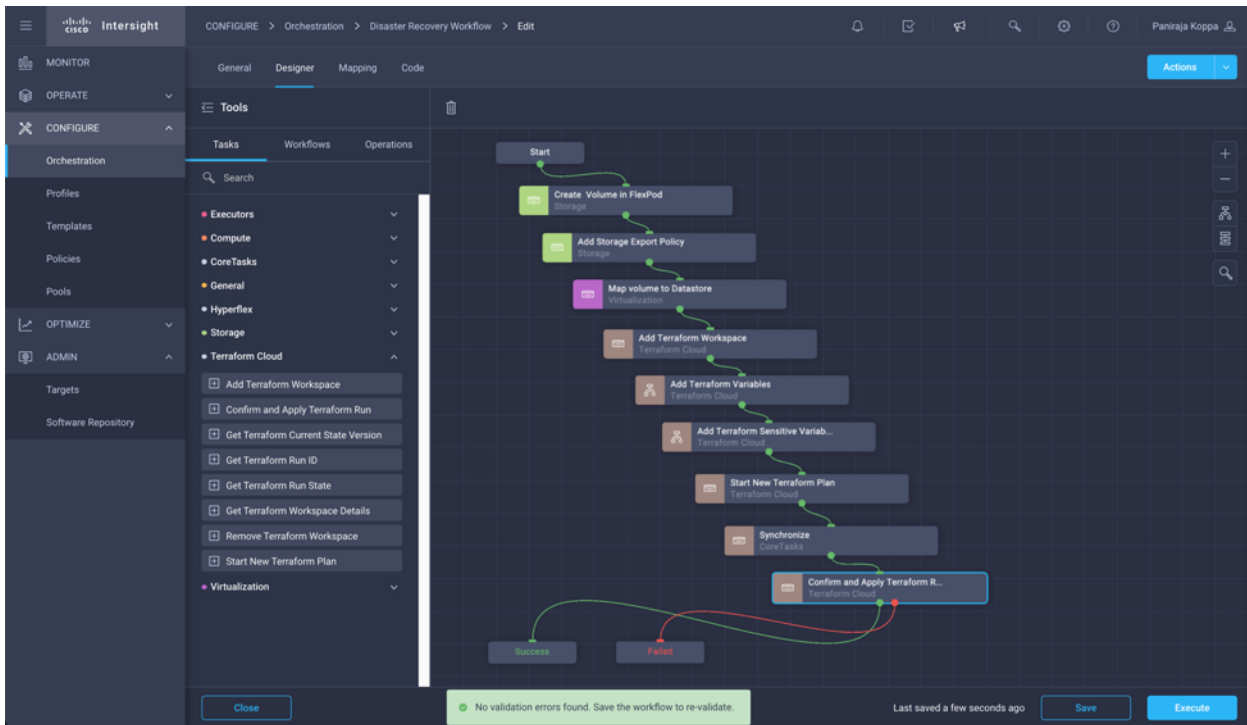 cisco Intersight
CONFIGURE > Orchestration > Disaster Recovery Workflow > Edit
Paniraja Koppa
MONITOR
OPERATE
CONFIGURE
Orchestration
Profiles
Templates
Policies
Pools
OPTIMIZE
ADMIN
Targets
Software Repository
General Designer Mapping Code
Actions
Tools
Tasks Workflows Operations
Search
Executors
Compute
CoreTasks
General
Hyperflex
Storage
Terraform Cloud
Add Terraform Workspace
Confirm and Apply Terraform Run
Get Terraform Current State Version
Get Terraform Run ID
Get Terraform Run State
Get Terraform Workspace Details
Remove Terraform Workspace
Start New Terraform Plan
Virtualization
Start
Create Volume in FlexPod
Storage
Add Storage Export Policy
Storage
Map volume to Datastore
Virtualization
Add Terraform Workspace
Terraform Cloud
Add Terraform Variables
Terraform Cloud
Add Terraform Sensitive Variab...
Terraform Cloud
Start New Terraform Plan
Terraform Cloud
Synchronize
CoreTasks
Confirm and Apply Terraform R...
Terraform Cloud
Success Failed
Close
No validation errors found. Save the workflow to re-validate.
Last saved a few seconds ago
Save
Execute